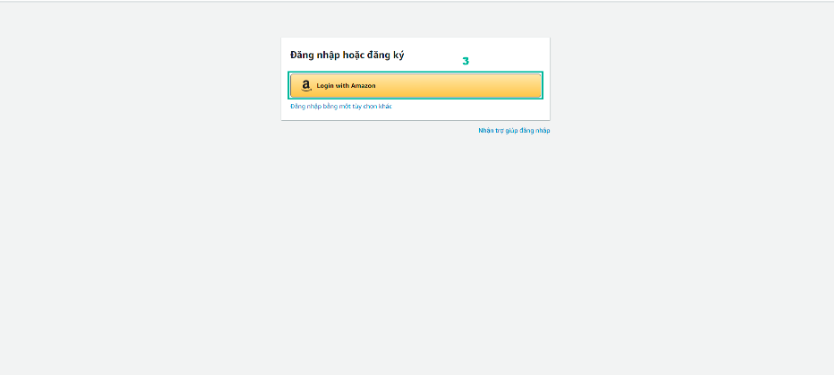 Đăng nhập hoặc đăng ký
3
Login with Amazon
Đăng nhập bằng một tùy chọn khác
Nhận trợ giúp đăng nhập